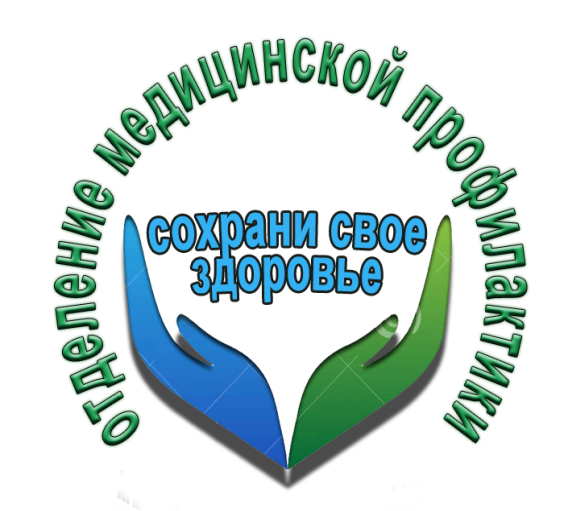 отделение медицинской профилактики
сохрани свое
здоровье